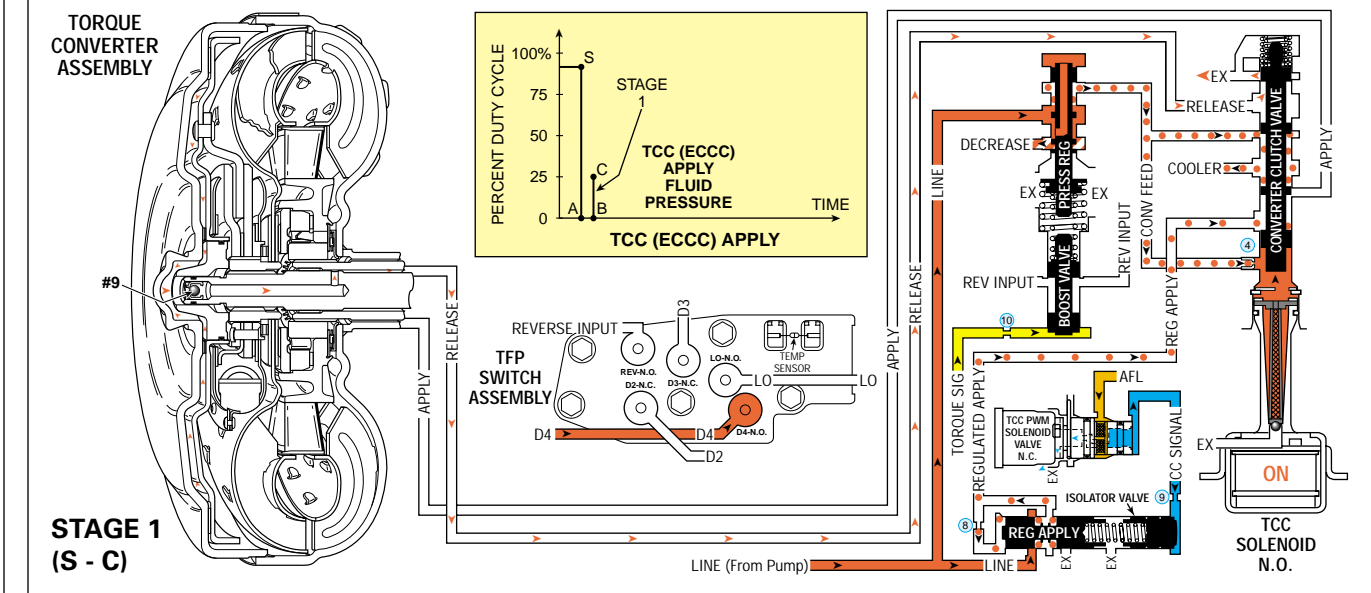 TORQUE
CONVERTER
ASSEMBLY
#9
STAGE 1
(S - C)
PERCENT DUTY CYCLE
100%
75
50
25
0
S
STAGE
1
C
A
B
TCC (ECCC)
APPLY
FLUID
PRESSURE
TIME
TCC (ECCC) APPLY
RELEASE
APPLY
TFP
SWITCH
ASSEMBLY
REVERSE INPUT
D3
REV-N.O.
D3-N.C.
LO-N.O.
TEMP
SENSOR
LO
LO
D2-N.C.
D4-N.O.
D4
D4
D2
APPLY
RELEASE
LINE
LINE (From Pump)
LINE
DECREASE
PRESS REG
EX
EX
BOOST VALVE
REV INPUT
REV INPUT
CONV FEED
TORQUE SIG
10
REGULATED APPLY
REG APPLY
AFL
TCC PWM
SOLENOID
VALVE
N.C.
EX
CC SIGNAL
ISOLATOR VALVE
9
8
REG APPLY
EX
EX
EX
RELEASE
CONVERTER CLUTCH VALVE
APPLY
COOLER
4
EX
ON
TCC
SOLENOID
N.O.